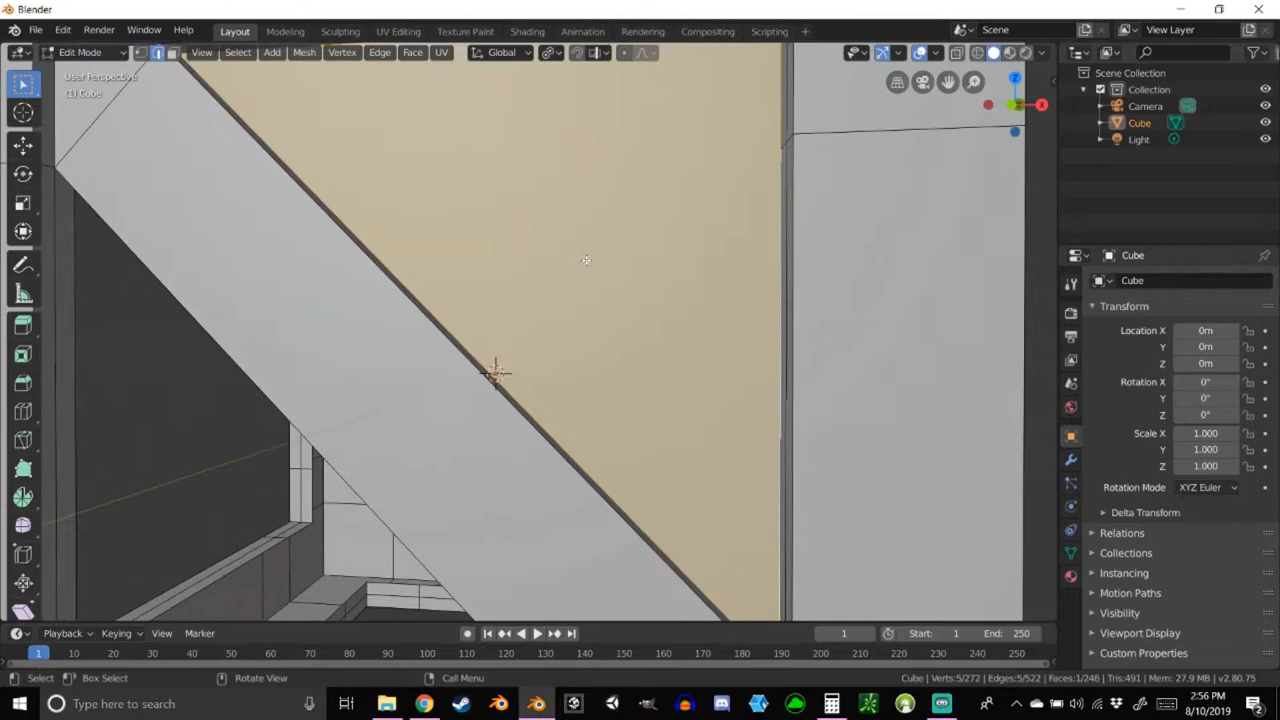 Blender
File Edit Render Window Help Layout Modeling Sculpting UV Editing Texture Paint Shading Animation Rendering Compositing Scripting + Scene View Layer
Edit Mode View Select Add Mesh Vertex Edge Face UV Global
User Perspective
(1) Cube
Z
X
Scene Collection
Collection
Camera
Cube
Light
Cube
Cube
Transform
Location X 0m
Y 0m
Z 0m
Rotation X 0°
Y 0°
Z 0°
Scale X 1.000
Y 1.000
Z 1.000
Rotation Mode XYZ Euler
Delta Transform
Relations
Collections
Instancing
Motion Paths
Visibility
Viewport Display
Custom Properties
Playback Keying View Marker 1 Start: 1 End: 250
1 10 20 30 40 50 60 70 80 90 100 110 120 130 140 150 160 170 180 190 200 210 220 230 240 250
Select Box Select Rotate View Call Menu Cube | Verts:5/272 | Edges:5/522 | Faces:1/246 | Tris:491 | Mem: 27.9 MB | v2.80.75
Type here to search
2:56 PM
8/10/2019
2